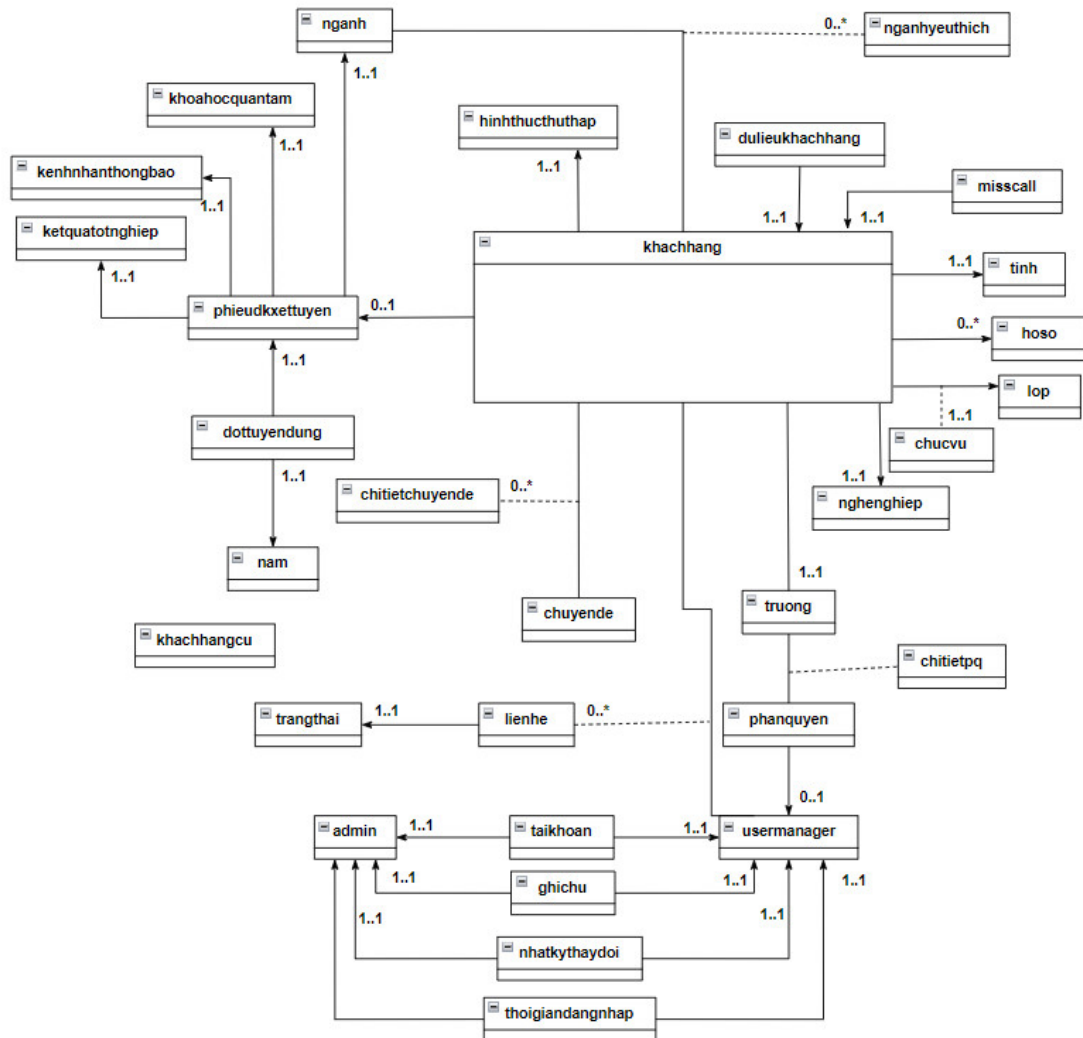 nganh
0..*
nganhyeuthich
1..1
khoahocquantam
1..1
hinhthucthuthap
1..1
dulieukhachhang
1..1
misscall
1..1
kenhnhanthongbao
1..1
ketquatotnghiep
1..1
khachhang
1..1
tinh
phieudkxettuyen
0..1
0..*
hoso
1..1
lop
1..1
chucvu
dottuyendung
1..1
chitietchuyende
0..*
1..1
nghenghiep
nam
1..1
chuyende
truong
khachhangcu
chitietpq
trangthai
1..1
lienhe
0..*
phanquyen
0..1
admin
1..1
taikhoan
1..1
usermanager
1..1
ghichu
1..1
1..1
1..1
nhatkythaydoi
1..1
thoigiandangnhap